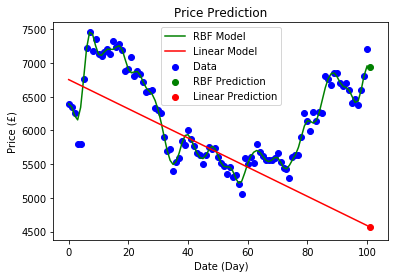 Price Prediction
RBF Model
Linear Model
Data
RBF Prediction
Linear Prediction
Price (£)
7500
7000
6500
6000
5500
5000
4500
0 20 40 60 80 100
Date (Day)